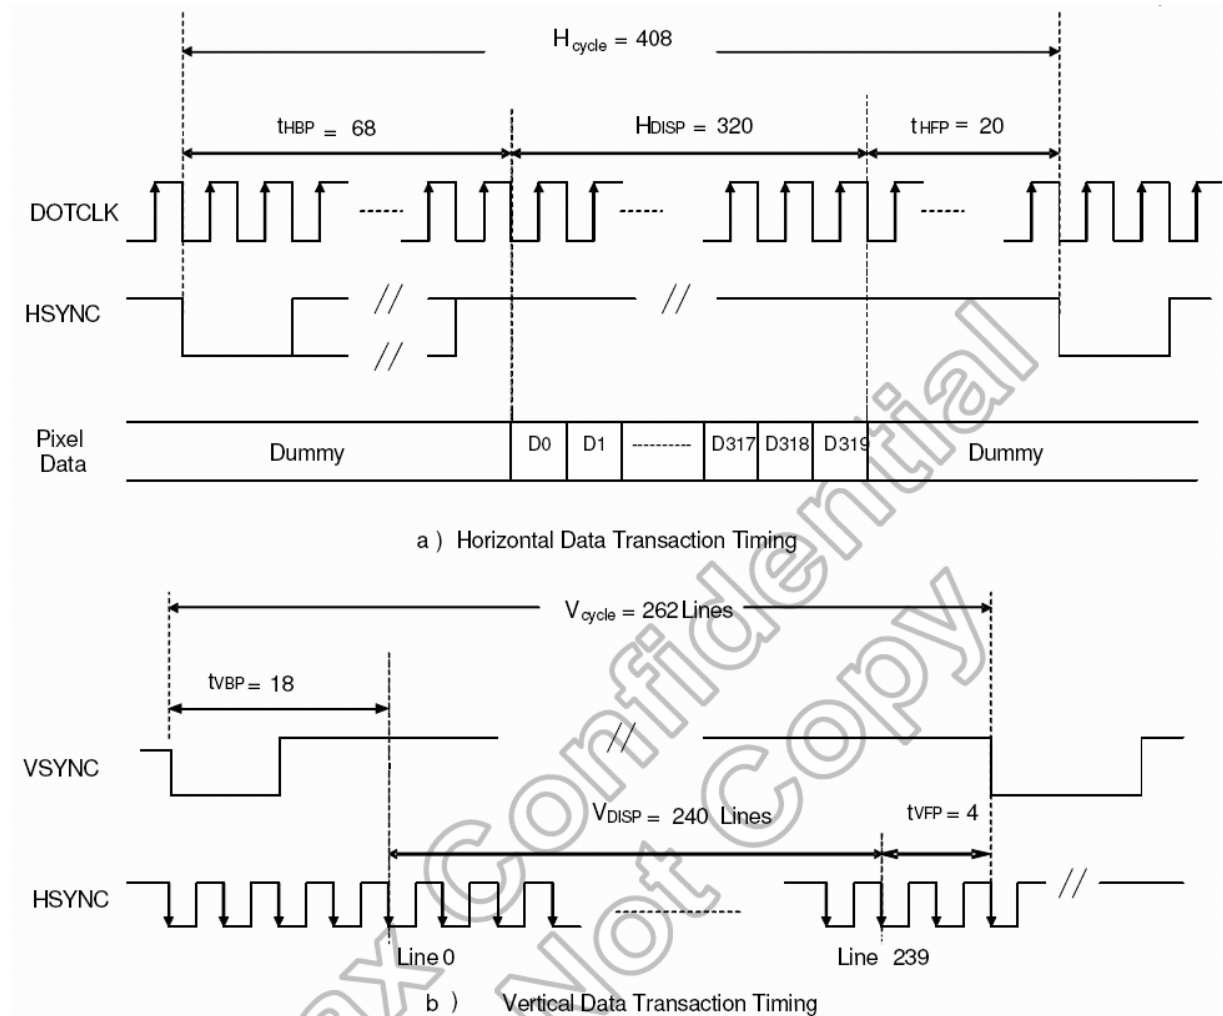 Hcycle = 408
tHBP = 68
HDISP = 320
tHFP = 20
DOTCLK
HSYNC
Pixel Data
Dummy
D0
D1
D317
D318
D319
Dummy
a ) Horizontal Data Transaction Timing
Vcycle = 262 Lines
tVBP = 18
VSYNC
VDISP = 240 Lines
tVFP = 4
HSYNC
Line 0
Line 239
b ) Vertical Data Transaction Timing
Confidential
Not Copy